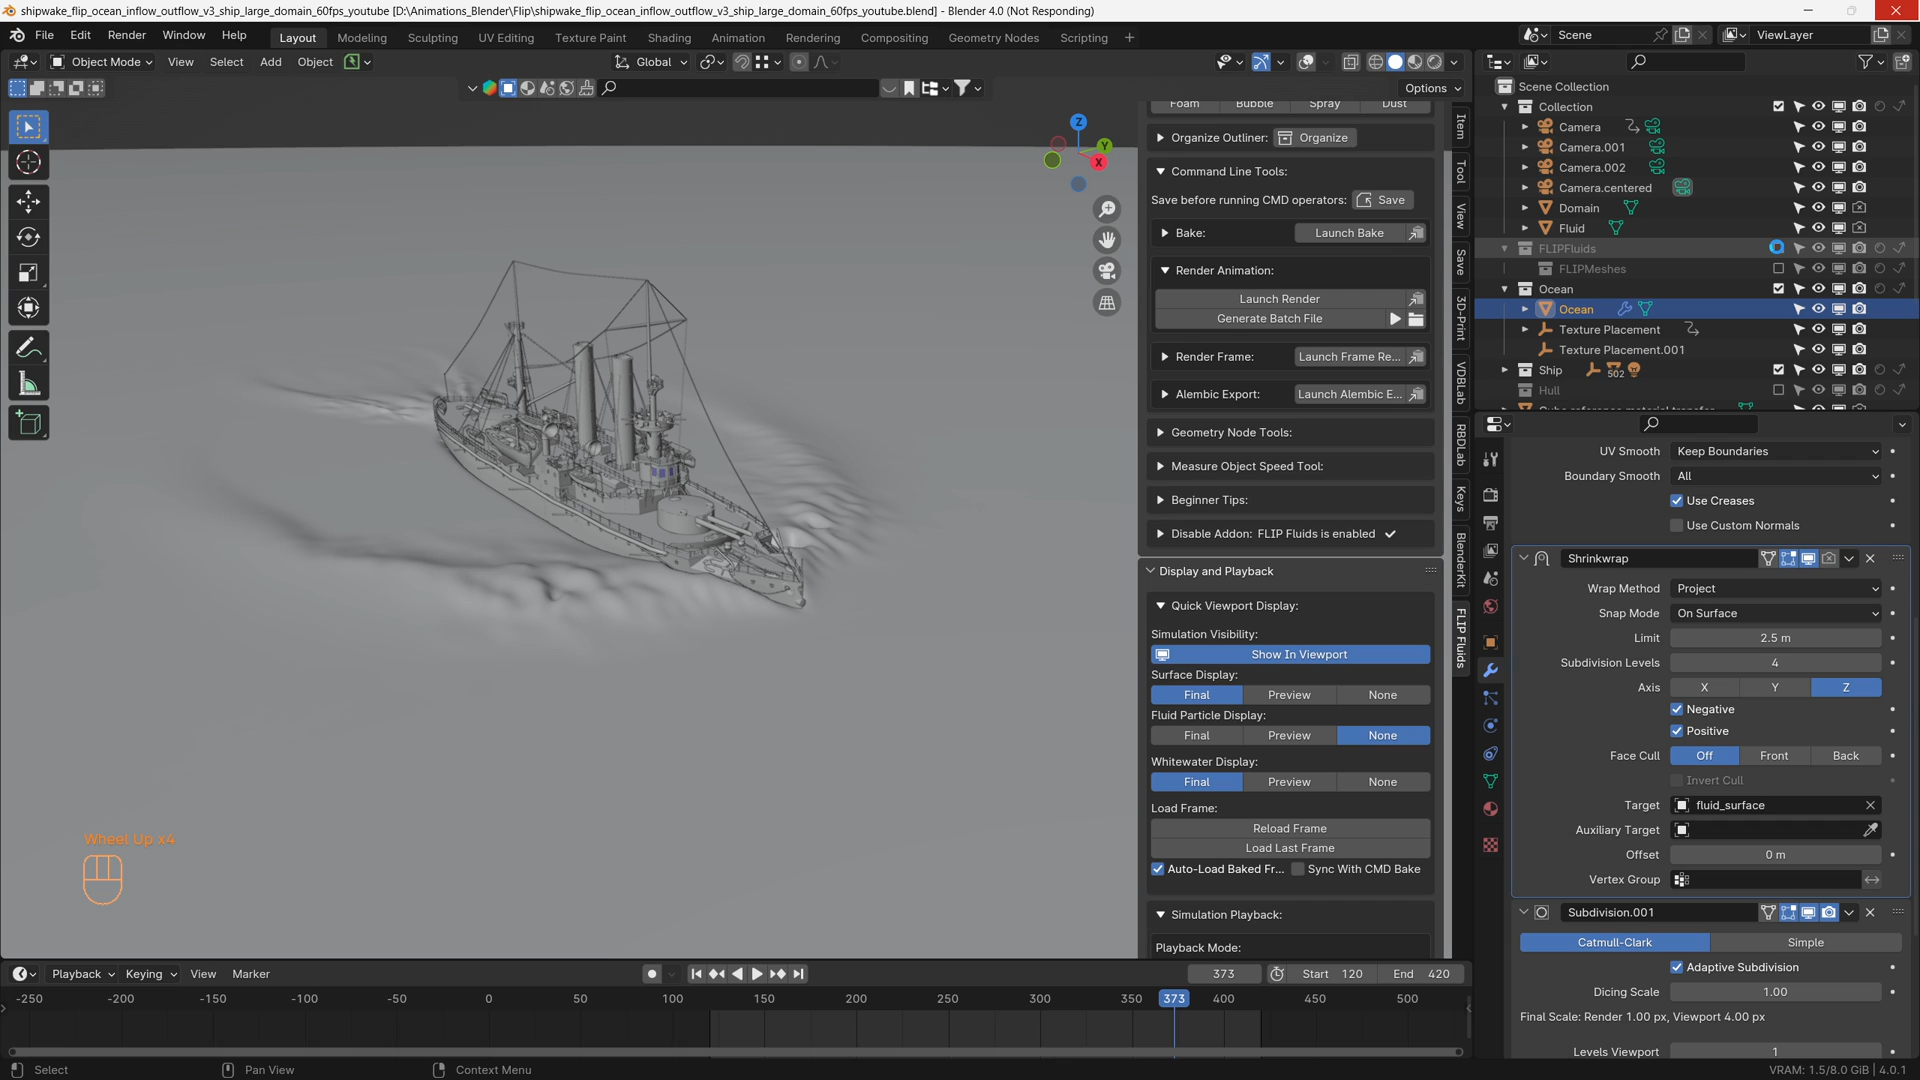 shipwake_flip_ocean_inflow_outflow_v3_ship_large_domain_60fps_youtube [D:\Animations_Blender\Flip\shipwake_flip_ocean_inflow_outflow_v3_ship_large_domain_60fps_youtube.blend] - Blender 4.0 (Not Responding)
File Edit Render Window Help Layout Modeling Sculpting UV Editing Texture Paint Shading Animation Rendering Compositing Geometry Nodes Scripting + Scene ViewLayer
Object Mode View Select Add Object Global
Options
Z
Y
X
Foam Bubble Spray Dust
Organize Outliner: Organize
Command Line Tools:
Save before running CMD operators: Save
Bake: Launch Bake
Render Animation:
Launch Render
Generate Batch File
Render Frame: Launch Frame Re...
Alembic Export: Launch Alembic E...
Geometry Node Tools:
Measure Object Speed Tool:
Beginner Tips:
Disable Addon: FLIP Fluids is enabled
Display and Playback
Quick Viewport Display:
Simulation Visibility:
Show In Viewport
Surface Display:
Final Preview None
Fluid Particle Display:
Final Preview None
Whitewater Display:
Final Preview None
Load Frame:
Reload Frame
Load Last Frame
Auto-Load Baked Fr... Sync With CMD Bake
Simulation Playback:
Playback Mode:
Item
Tool
View
Save
3D-Print
VDBLab
RBDLab
Keys
BlenderKit
FLIP Fluids
Scene Collection
Collection
Camera
Camera.001
Camera.002
Camera.centered
Domain
Fluid
FLIPFluids
FLIPMeshes
Ocean
Ocean
Texture Placement
Texture Placement.001
Ship 502
Hull
UV Smooth Keep Boundaries
Boundary Smooth All
Use Creases
Use Custom Normals
Shrinkwrap
Wrap Method Project
Snap Mode On Surface
Limit 2.5 m
Subdivision Levels 4
Axis X Y Z
Negative
Positive
Face Cull Off Front Back
Invert Cull
Target fluid_surface
Auxiliary Target
Offset 0 m
Vertex Group
Subdivision.001
Catmull-Clark Simple
Adaptive Subdivision
Dicing Scale 1.00
Final Scale: Render 1.00 px, Viewport 4.00 px
Levels Viewport 1
Wheel Up x4
Playback Keying View Marker 373 Start 120 End 420
-250 -200 -150 -100 -50 0 50 100 150 200 250 300 350 373 400 450 500
Select Pan View Context Menu VRAM: 1.5/8.0 GiB | 4.0.1